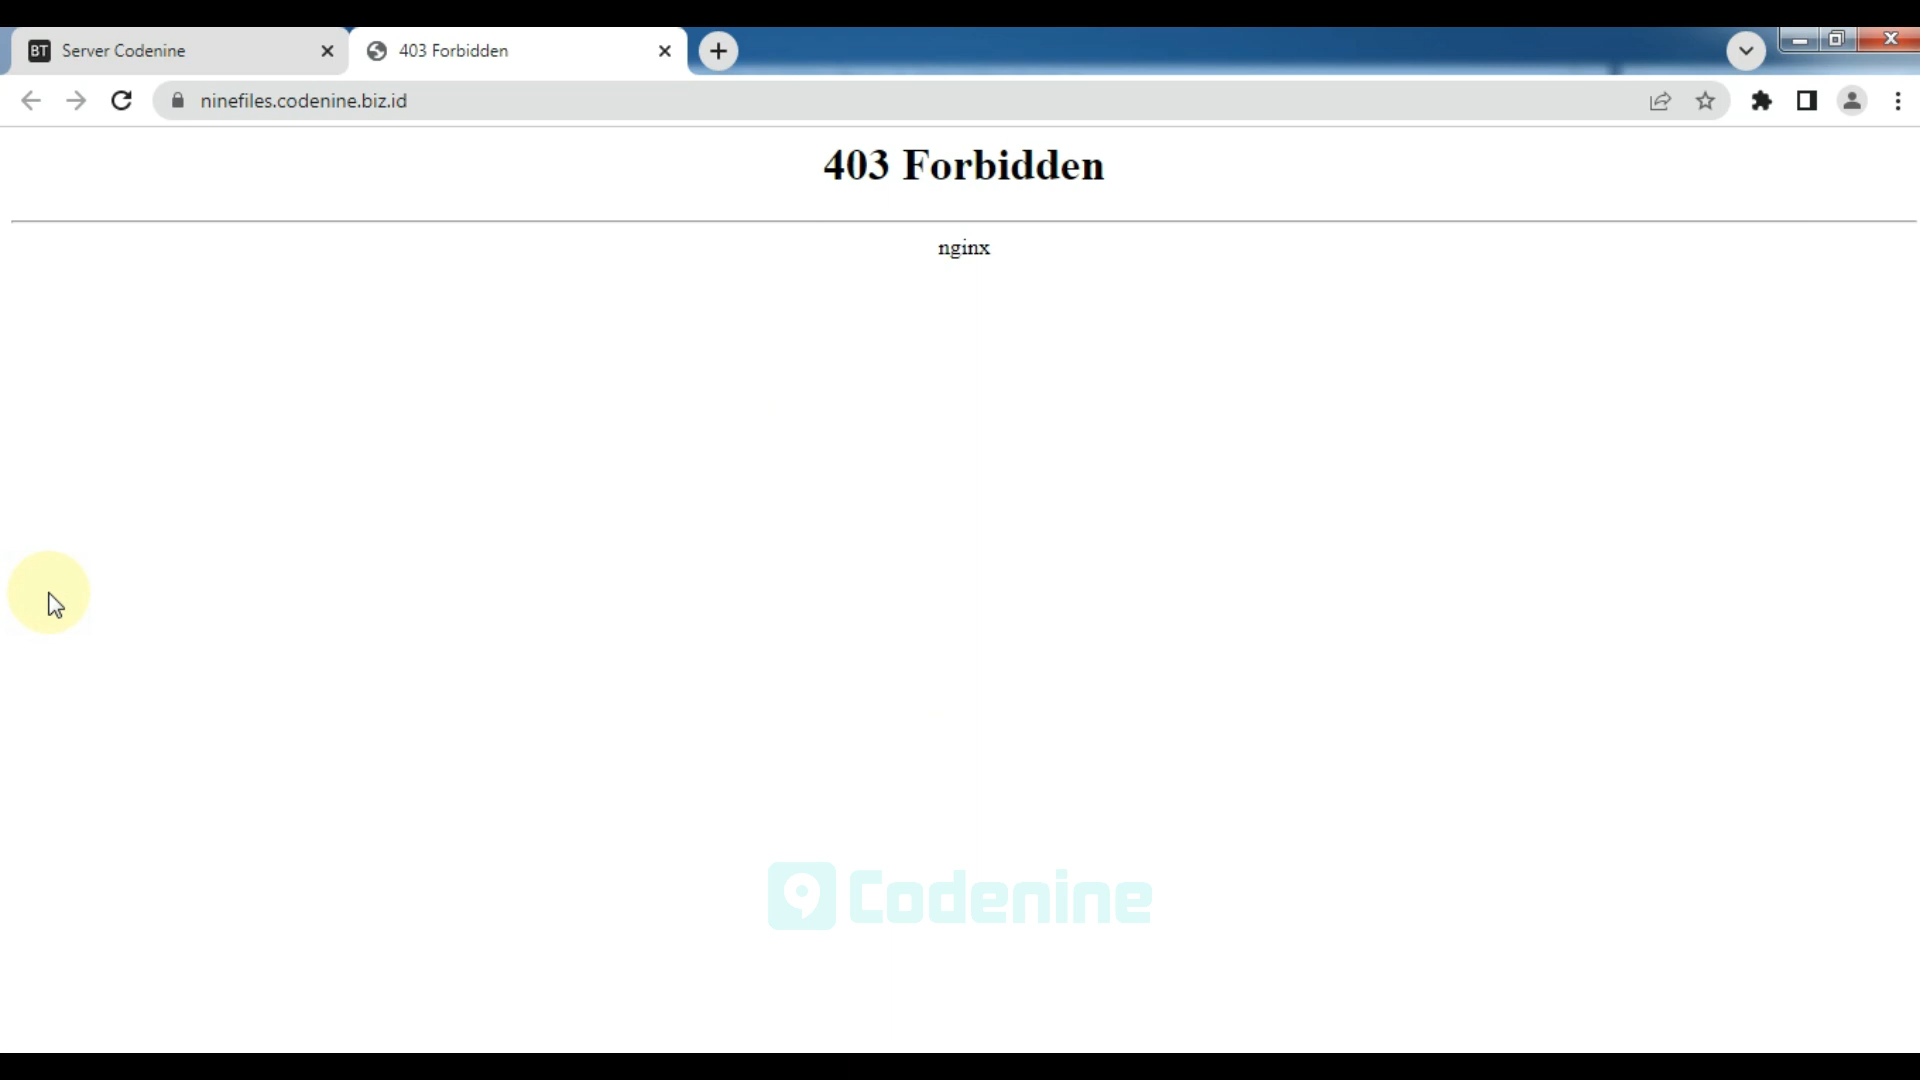 BT Server Codenine
403 Forbidden
ninefiles.codenine.biz.id
403 Forbidden
nginx
Codenine